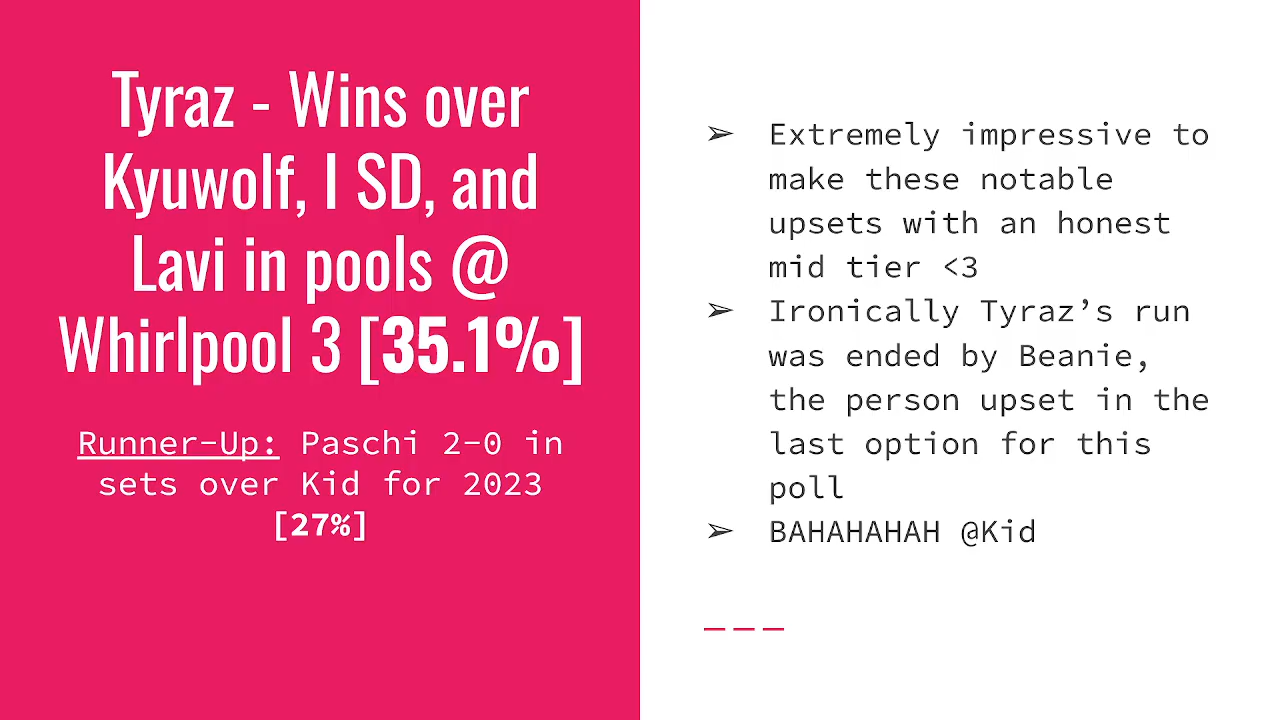 Tyraz - Wins over
Kyuwolf, I SD, and
Lavi in pools @
Whirlpool 3 [35.1%]
Runner-Up: Paschi 2-0 in
sets over Kid for 2023
[27%]
➢ Extremely impressive to
make these notable
upsets with an honest
mid tier <3
➢ Ironically Tyraz’s run
was ended by Beanie,
the person upset in the
last option for this
poll
➢ BAHAHAHAH @Kid